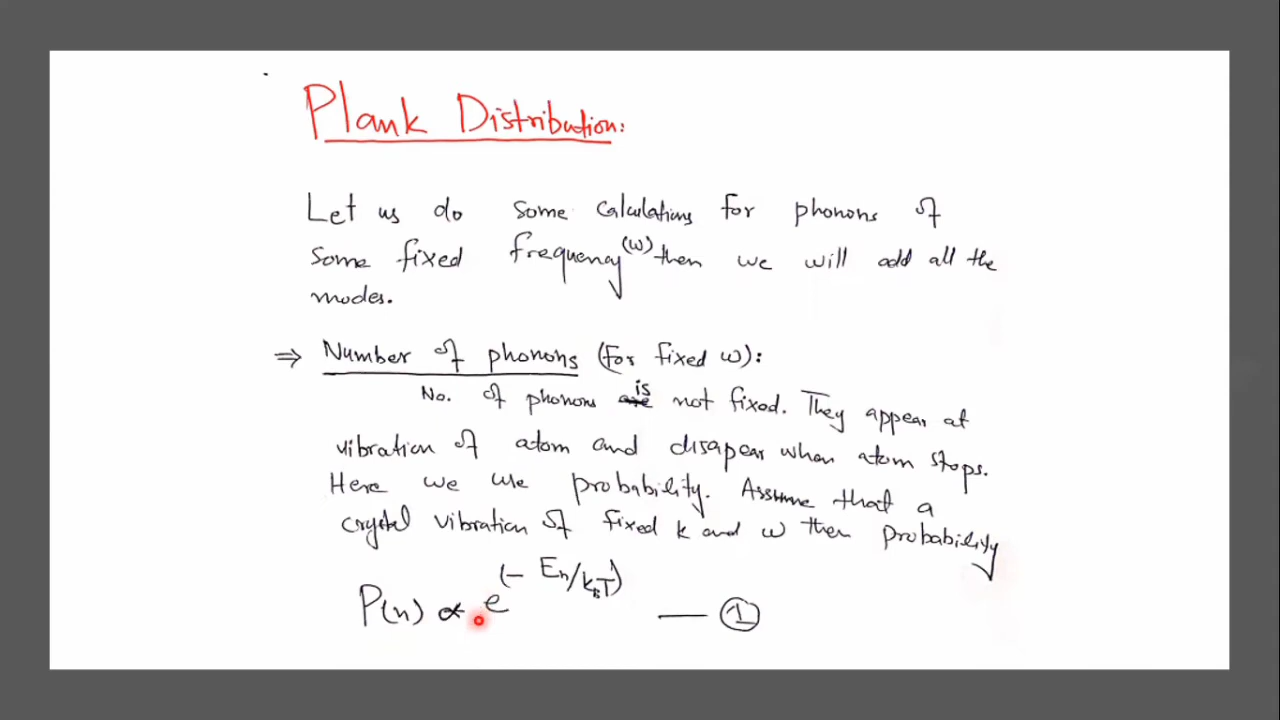 Plank Distribution:
Let us do some calculations for phonons of
some fixed frequency (ω) then we will add all the
modes.
⇒ Number of phonons (for fixed ω):
No. of phonons is not fixed. They appear at
vibration of atom and disapear when atom stops.
Here we use probability. Assume that a
crystal vibration of fixed k and ω then probability
P(n) ∝ e^(-En/kBT) — ①